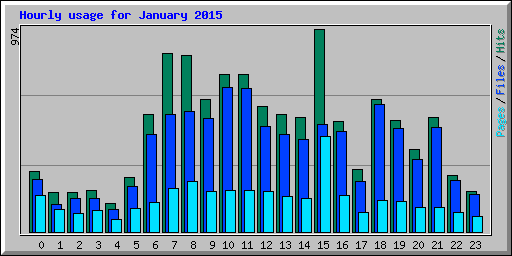 Hourly usage for January 2015
974
Pages/Files/Hits
0 1 2 3 4 5 6 7 8 9 10 11 12 13 14 15 16 17 18 19 20 21 22 23